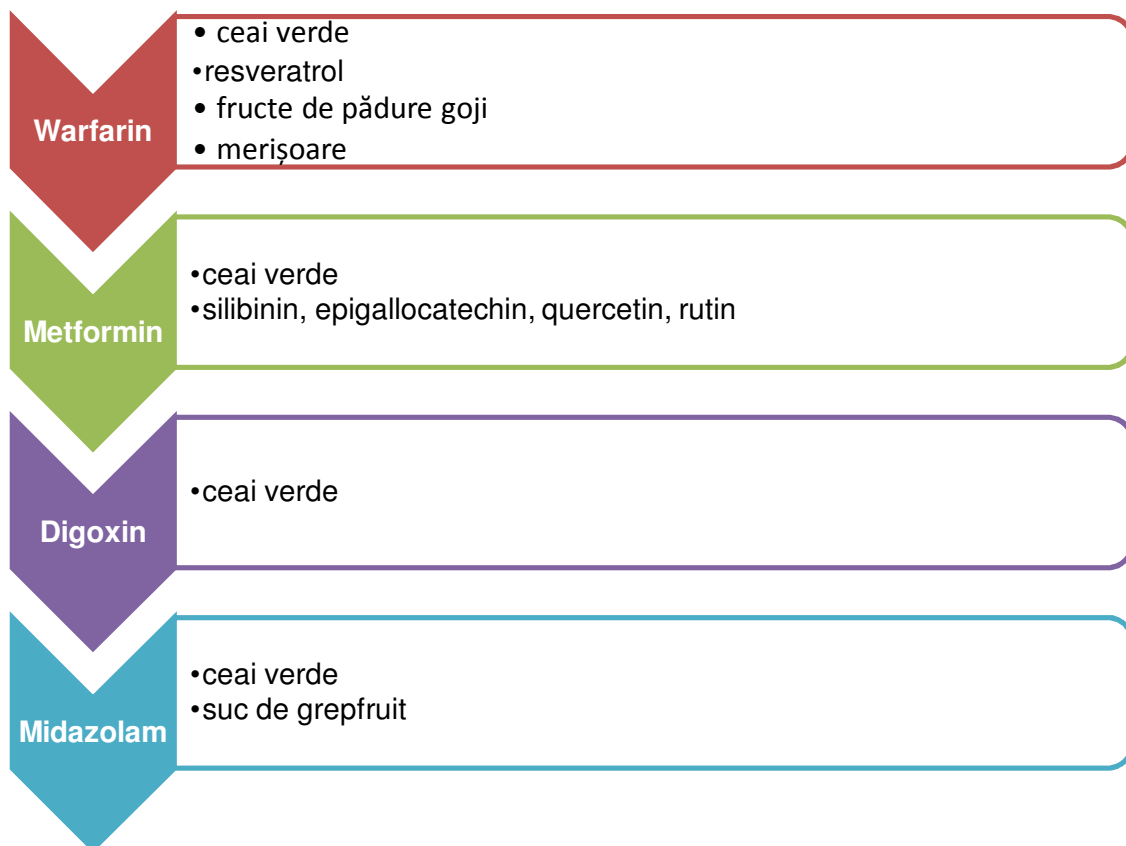 Warfarin
• ceai verde
•resveratrol
• fructe de pădure goji
• merișoare
Metformin
•ceai verde
•silibinin, epigallocatechin, quercetin, rutin
Digoxin
•ceai verde
Midazolam
•ceai verde
•suc de grepfruit